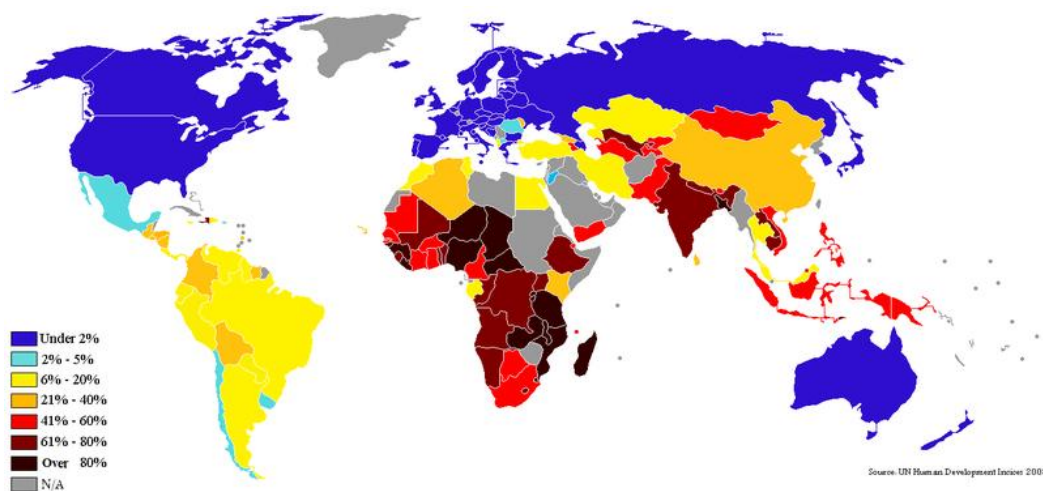 Under 2%
2% - 5%
6% - 20%
21% - 40%
41% - 60%
61% - 80%
Over 80%
N/A
Source: UN Human Development Indices